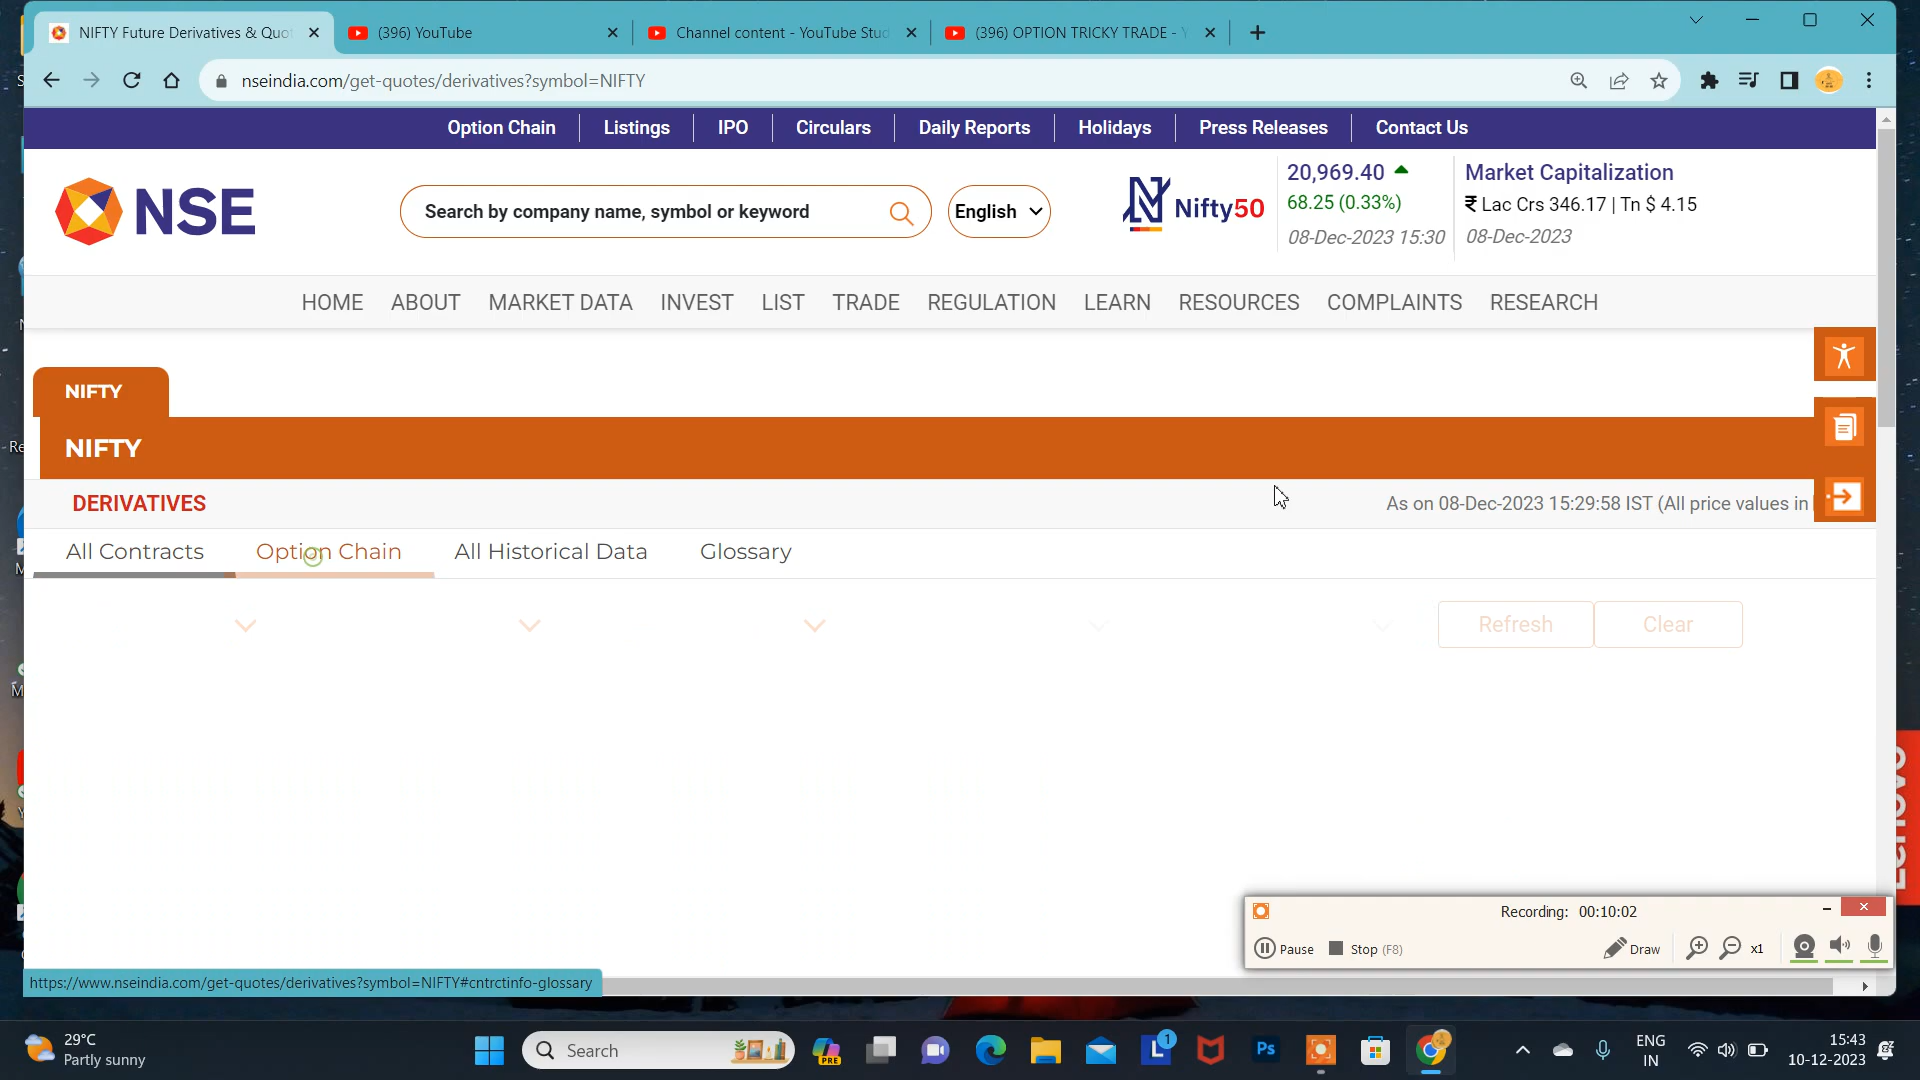 NIFTY Future Derivatives & Quot
(396) YouTube
Channel content - YouTube Stud
(396) OPTION TRICKY TRADE - Y
nseindia.com/get-quotes/derivatives?symbol=NIFTY
Option Chain
Listings
IPO
Circulars
Daily Reports
Holidays
Press Releases
Contact Us
NSE
Search by company name, symbol or keyword
English
Nifty50
20,969.40
68.25 (0.33%)
08-Dec-2023 15:30
Market Capitalization
₹ Lac Crs 346.17 | Tn $ 4.15
08-Dec-2023
HOME
ABOUT
MARKET DATA
INVEST
LIST
TRADE
REGULATION
LEARN
RESOURCES
COMPLAINTS
RESEARCH
NIFTY
NIFTY
DERIVATIVES
As on 08-Dec-2023 15:29:58 IST (All price values in
All Contracts
Option Chain
All Historical Data
Glossary
Refresh
Clear
Lenovo
Recording: 00:10:02
Pause
Stop (F8)
Draw
x1
https://www.nseindia.com/get-quotes/derivatives?symbol=NIFTY#cntrctinfo-glossary
29°C
Partly sunny
Search
PRE
L
1
Ps
ENG
IN
15:43
10-12-2023